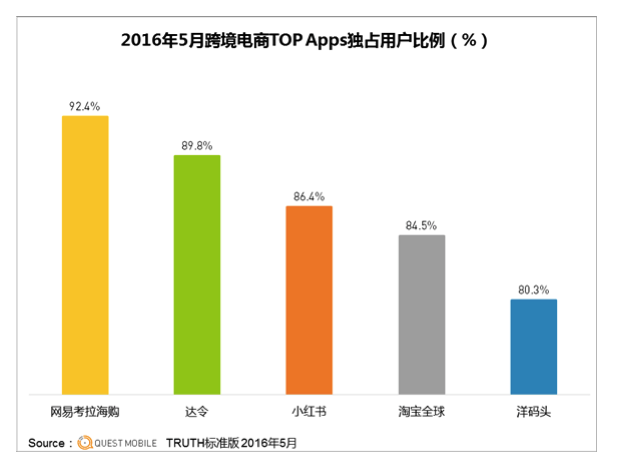 2016年5月跨境电商TOP Apps独占用户比例（%）
92.4%
89.8%
86.4%
84.5%
80.3%
网易考拉海购 达令 小红书 淘宝全球 洋码头
Source： QUEST MOBILE TRUTH标准版 2016年5月